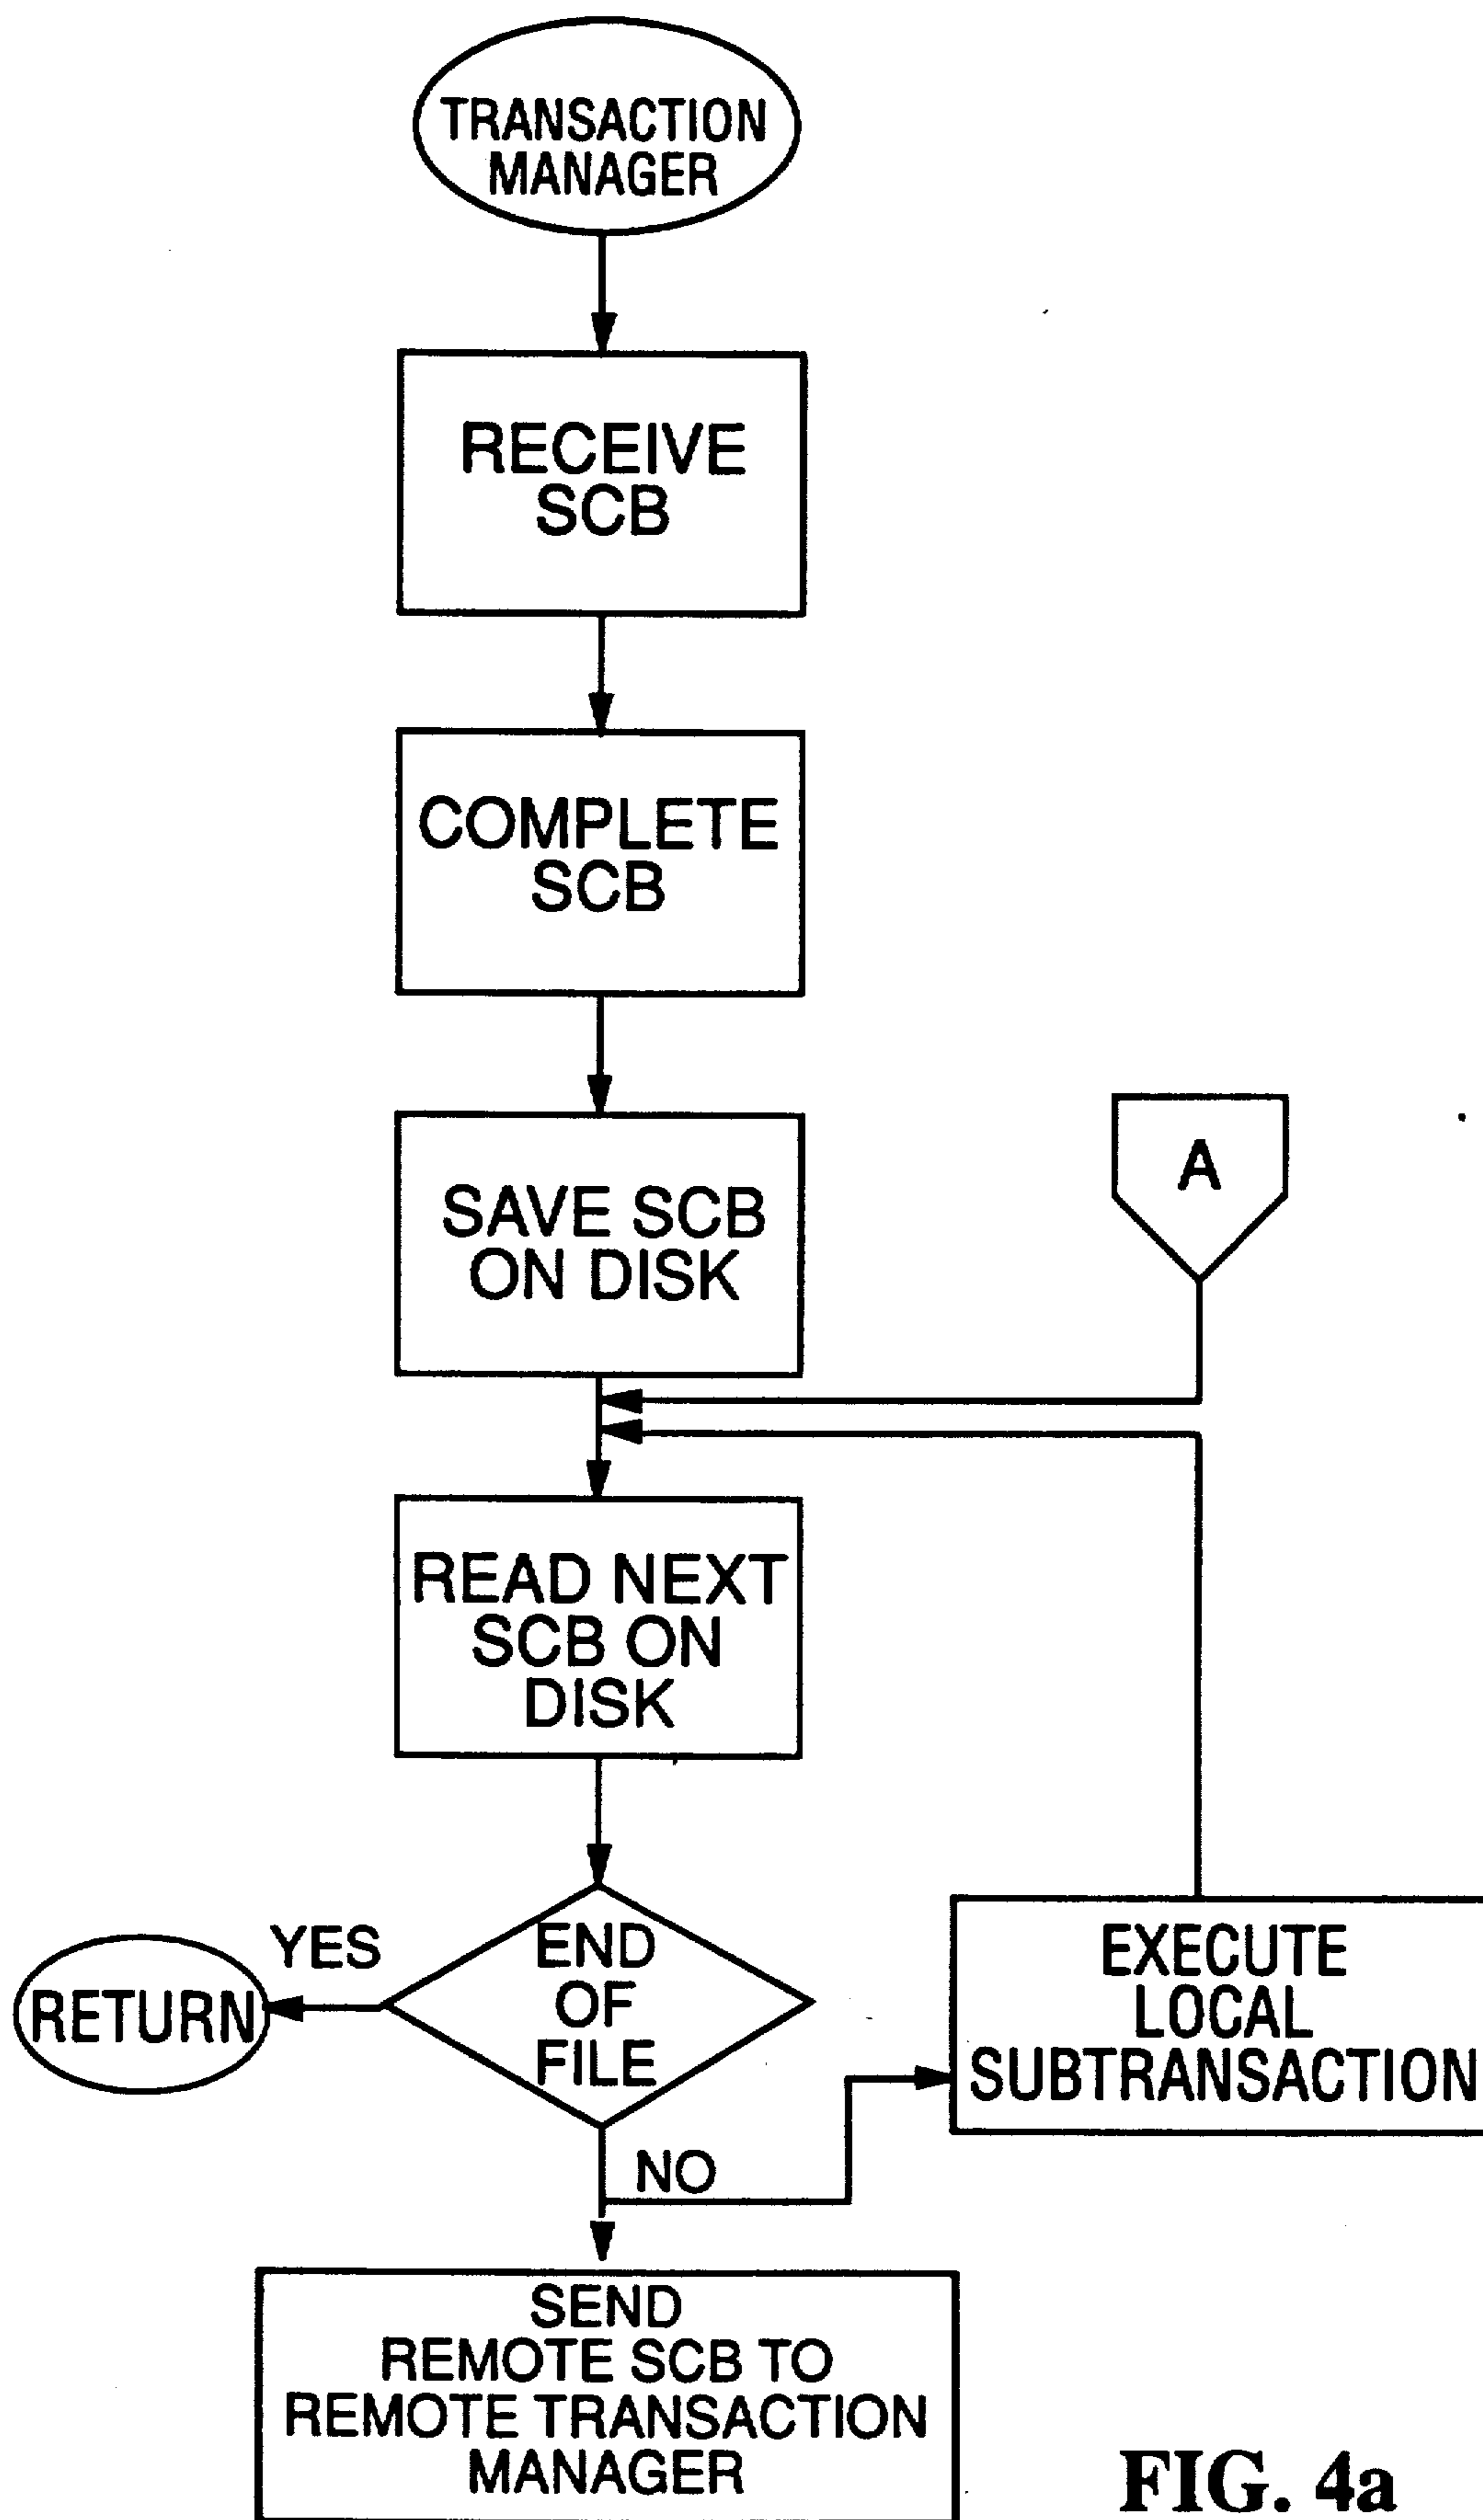 TRANSACTION
MANAGER
RECEIVE
SCB
COMPLETE
SCB
SAVE SCB
ON DISK
A
READ NEXT
SCB ON
DISK
YES
RETURN
END
OF
FILE
EXECUTE
LOCAL
SUBTRANSACTION
NO
SEND
REMOTE SCB TO
REMOTE TRANSACTION
MANAGER
FIG. 4a